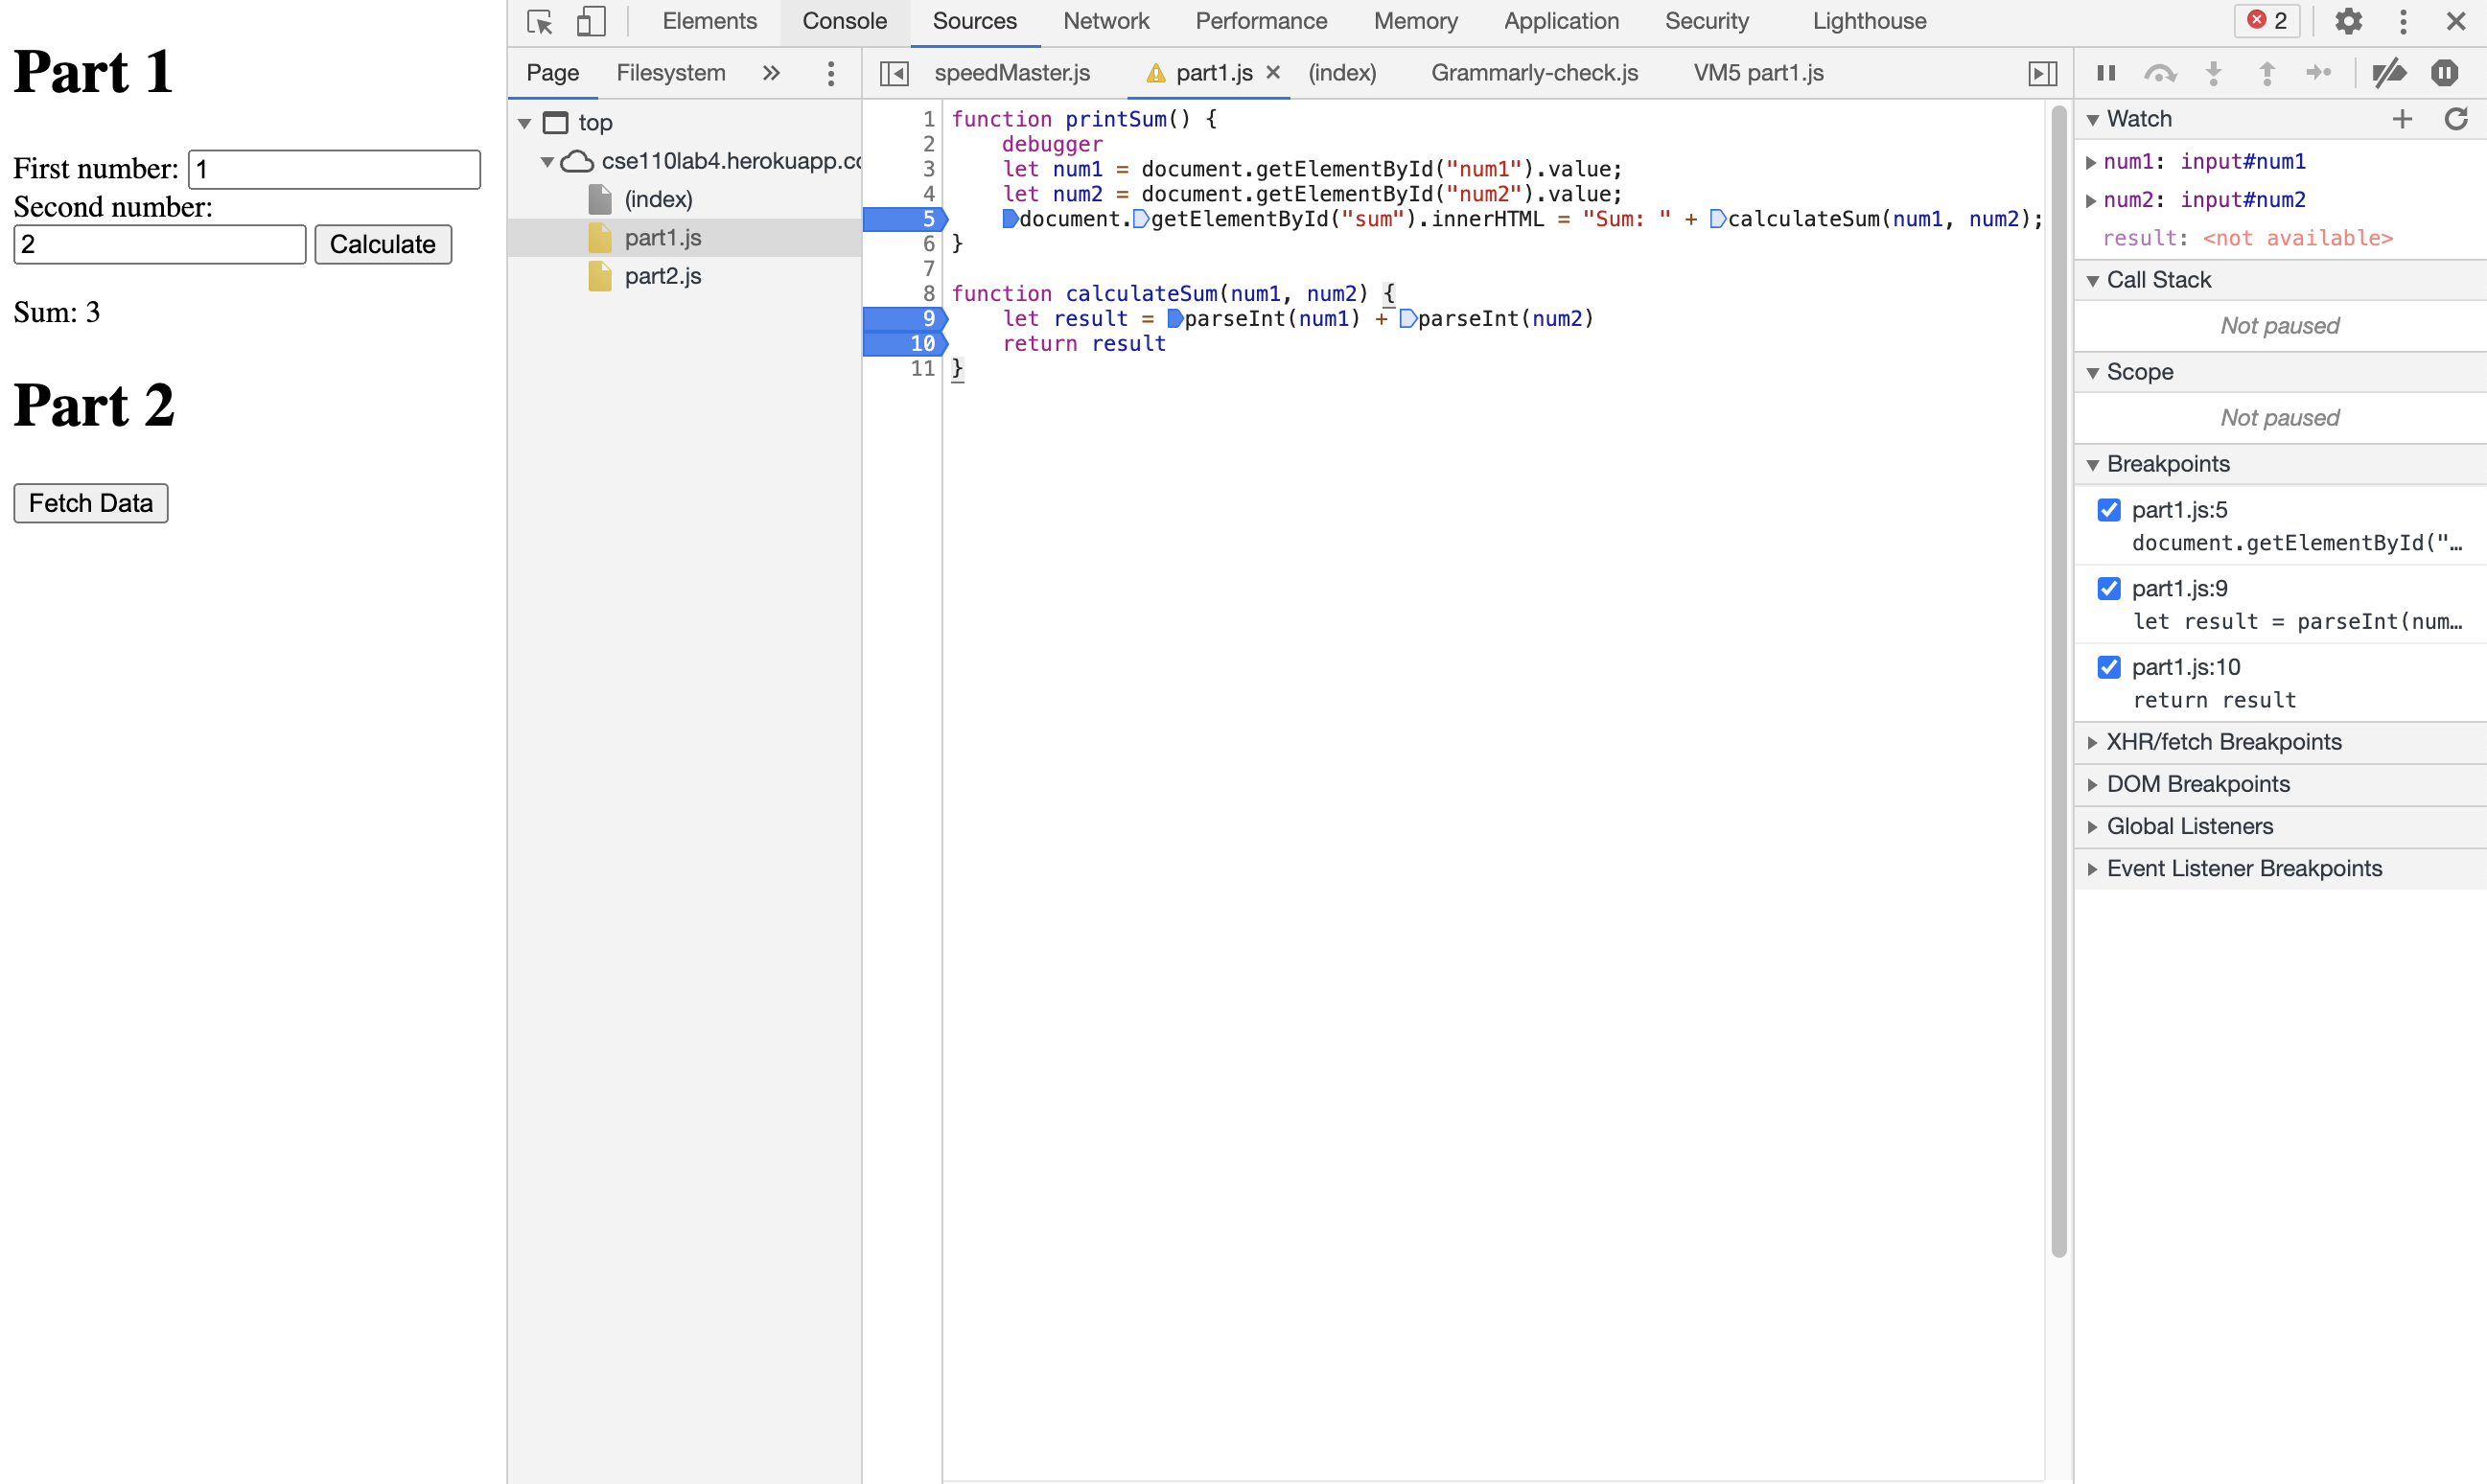 Part 1
First number: 1
Second number:
2 Calculate
Sum: 3
Part 2
Fetch Data
Elements Console Sources Network Performance Memory Application Security Lighthouse 2
Page Filesystem
top
cse110lab4.herokuapp.co
(index)
part1.js
part2.js
speedMaster.js part1.js (index) Grammarly-check.js VM5 part1.js
1 function printSum() {
2 debugger
3 let num1 = document.getElementById("num1").value;
4 let num2 = document.getElementById("num2").value;
5 document.getElementById("sum").innerHTML = "Sum: " + calculateSum(num1, num2);
6 }
7
8 function calculateSum(num1, num2) {
9 let result = parseInt(num1) + parseInt(num2)
10 return result
11 }
Watch
num1: input#num1
num2: input#num2
result: <not available>
Call Stack
Not paused
Scope
Not paused
Breakpoints
part1.js:5
document.getElementById("…
part1.js:9
let result = parseInt(num…
part1.js:10
return result
XHR/fetch Breakpoints
DOM Breakpoints
Global Listeners
Event Listener Breakpoints